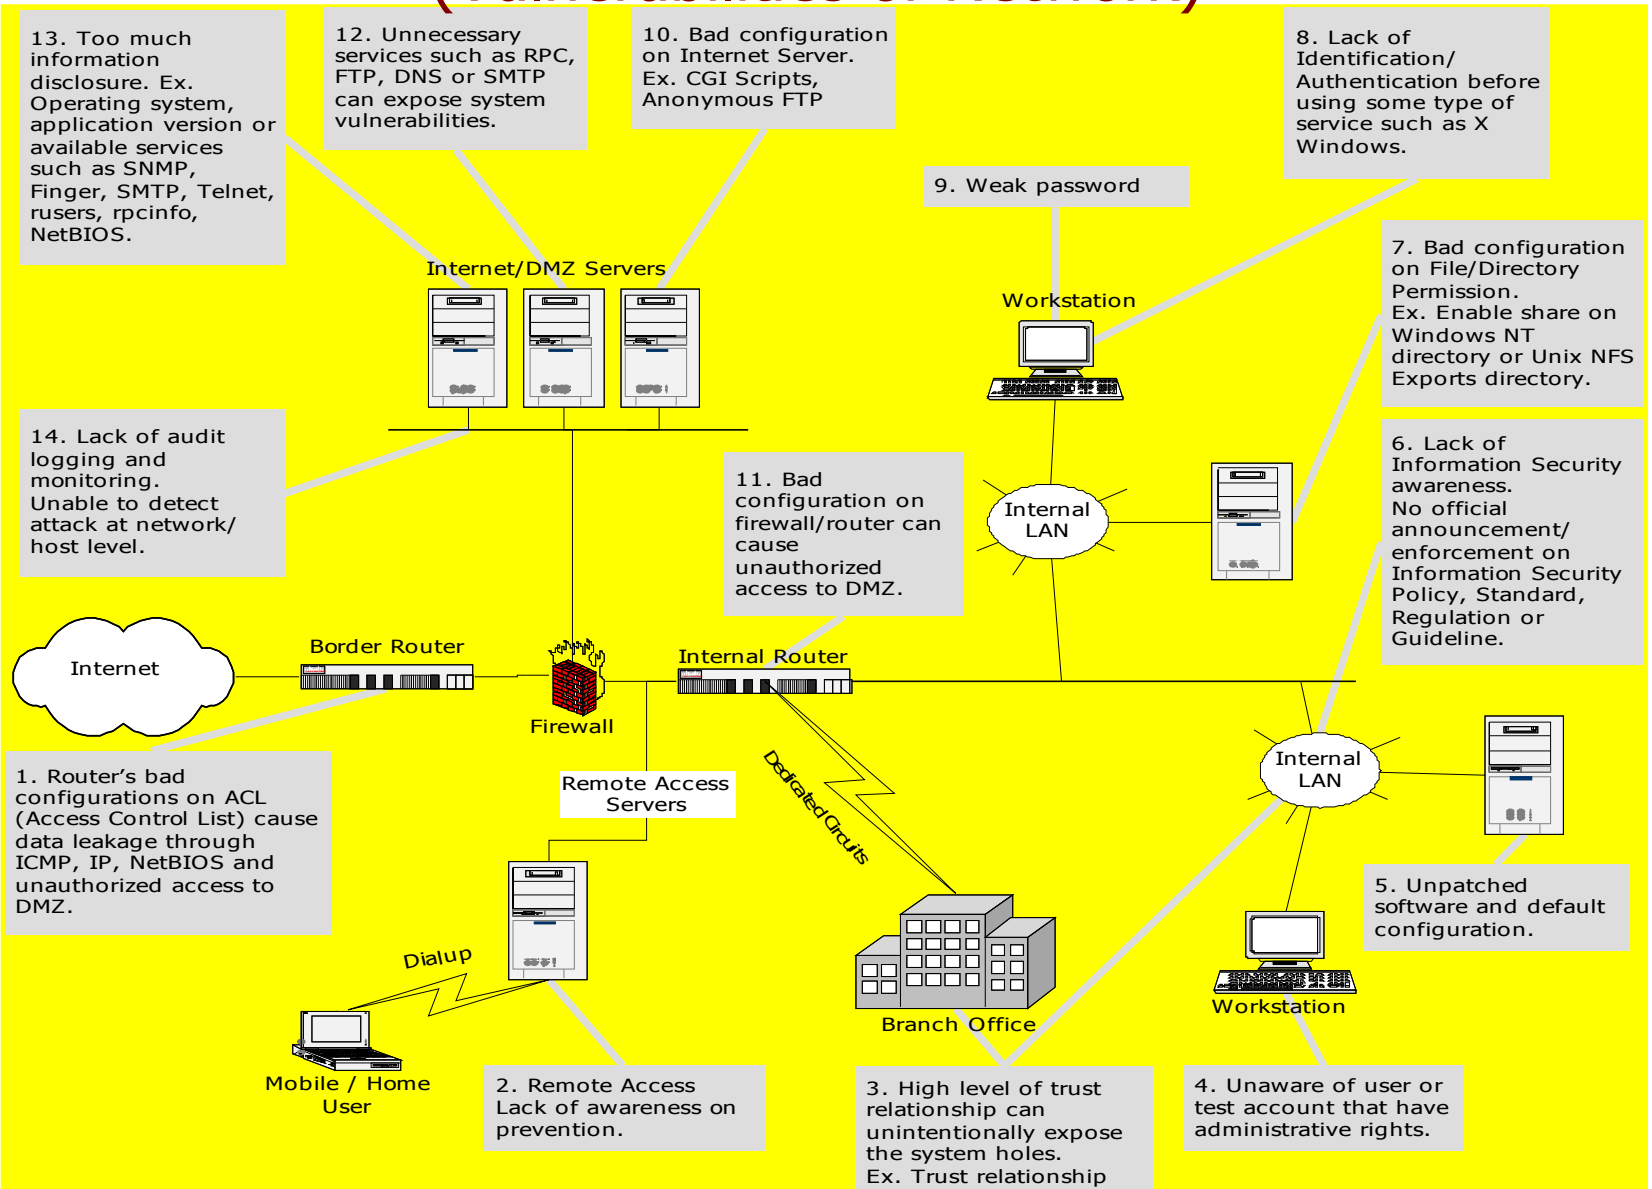 (Vulnerabilities of Network)
13. Too much
information
disclosure. Ex.
Operating system,
application version or
available services
such as SNMP,
Finger, SMTP, Telnet,
rusers, rpcinfo,
NetBIOS.
12. Unnecessary
services such as RPC,
FTP, DNS or SMTP
can expose system
vulnerabilities.
10. Bad configuration
on Internet Server.
Ex. CGI Scripts,
Anonymous FTP
8. Lack of
Identification/
Authentication before
using some type of
service such as X
Windows.
9. Weak password
7. Bad configuration
on File/Directory
Permission.
Ex. Enable share on
Windows NT
directory or Unix NFS
Exports directory.
Internet/DMZ Servers
Workstation
14. Lack of audit
logging and
monitoring.
Unable to detect
attack at network/
host level.
11. Bad
configuration on
firewall/router can
cause
unauthorized
access to DMZ.
Internal
LAN
6. Lack of
Information Security
awareness.
No official
announcement/
enforcement on
Information Security
Policy, Standard,
Regulation or
Guideline.
Internet
Border Router
Firewall
Internal Router
1. Router’s bad
configurations on ACL
(Access Control List) cause
data leakage through
ICMP, IP, NetBIOS and
unauthorized access to
DMZ.
Remote Access
Servers
Dedicated Circuits
Internal
LAN
5. Unpatched
software and default
configuration.
Dialup
Mobile / Home
User
Branch Office
Workstation
2. Remote Access
Lack of awareness on
prevention.
3. High level of trust
relationship can
unintentionally expose
the system holes.
Ex. Trust relationship
4. Unaware of user or
test account that have
administrative rights.